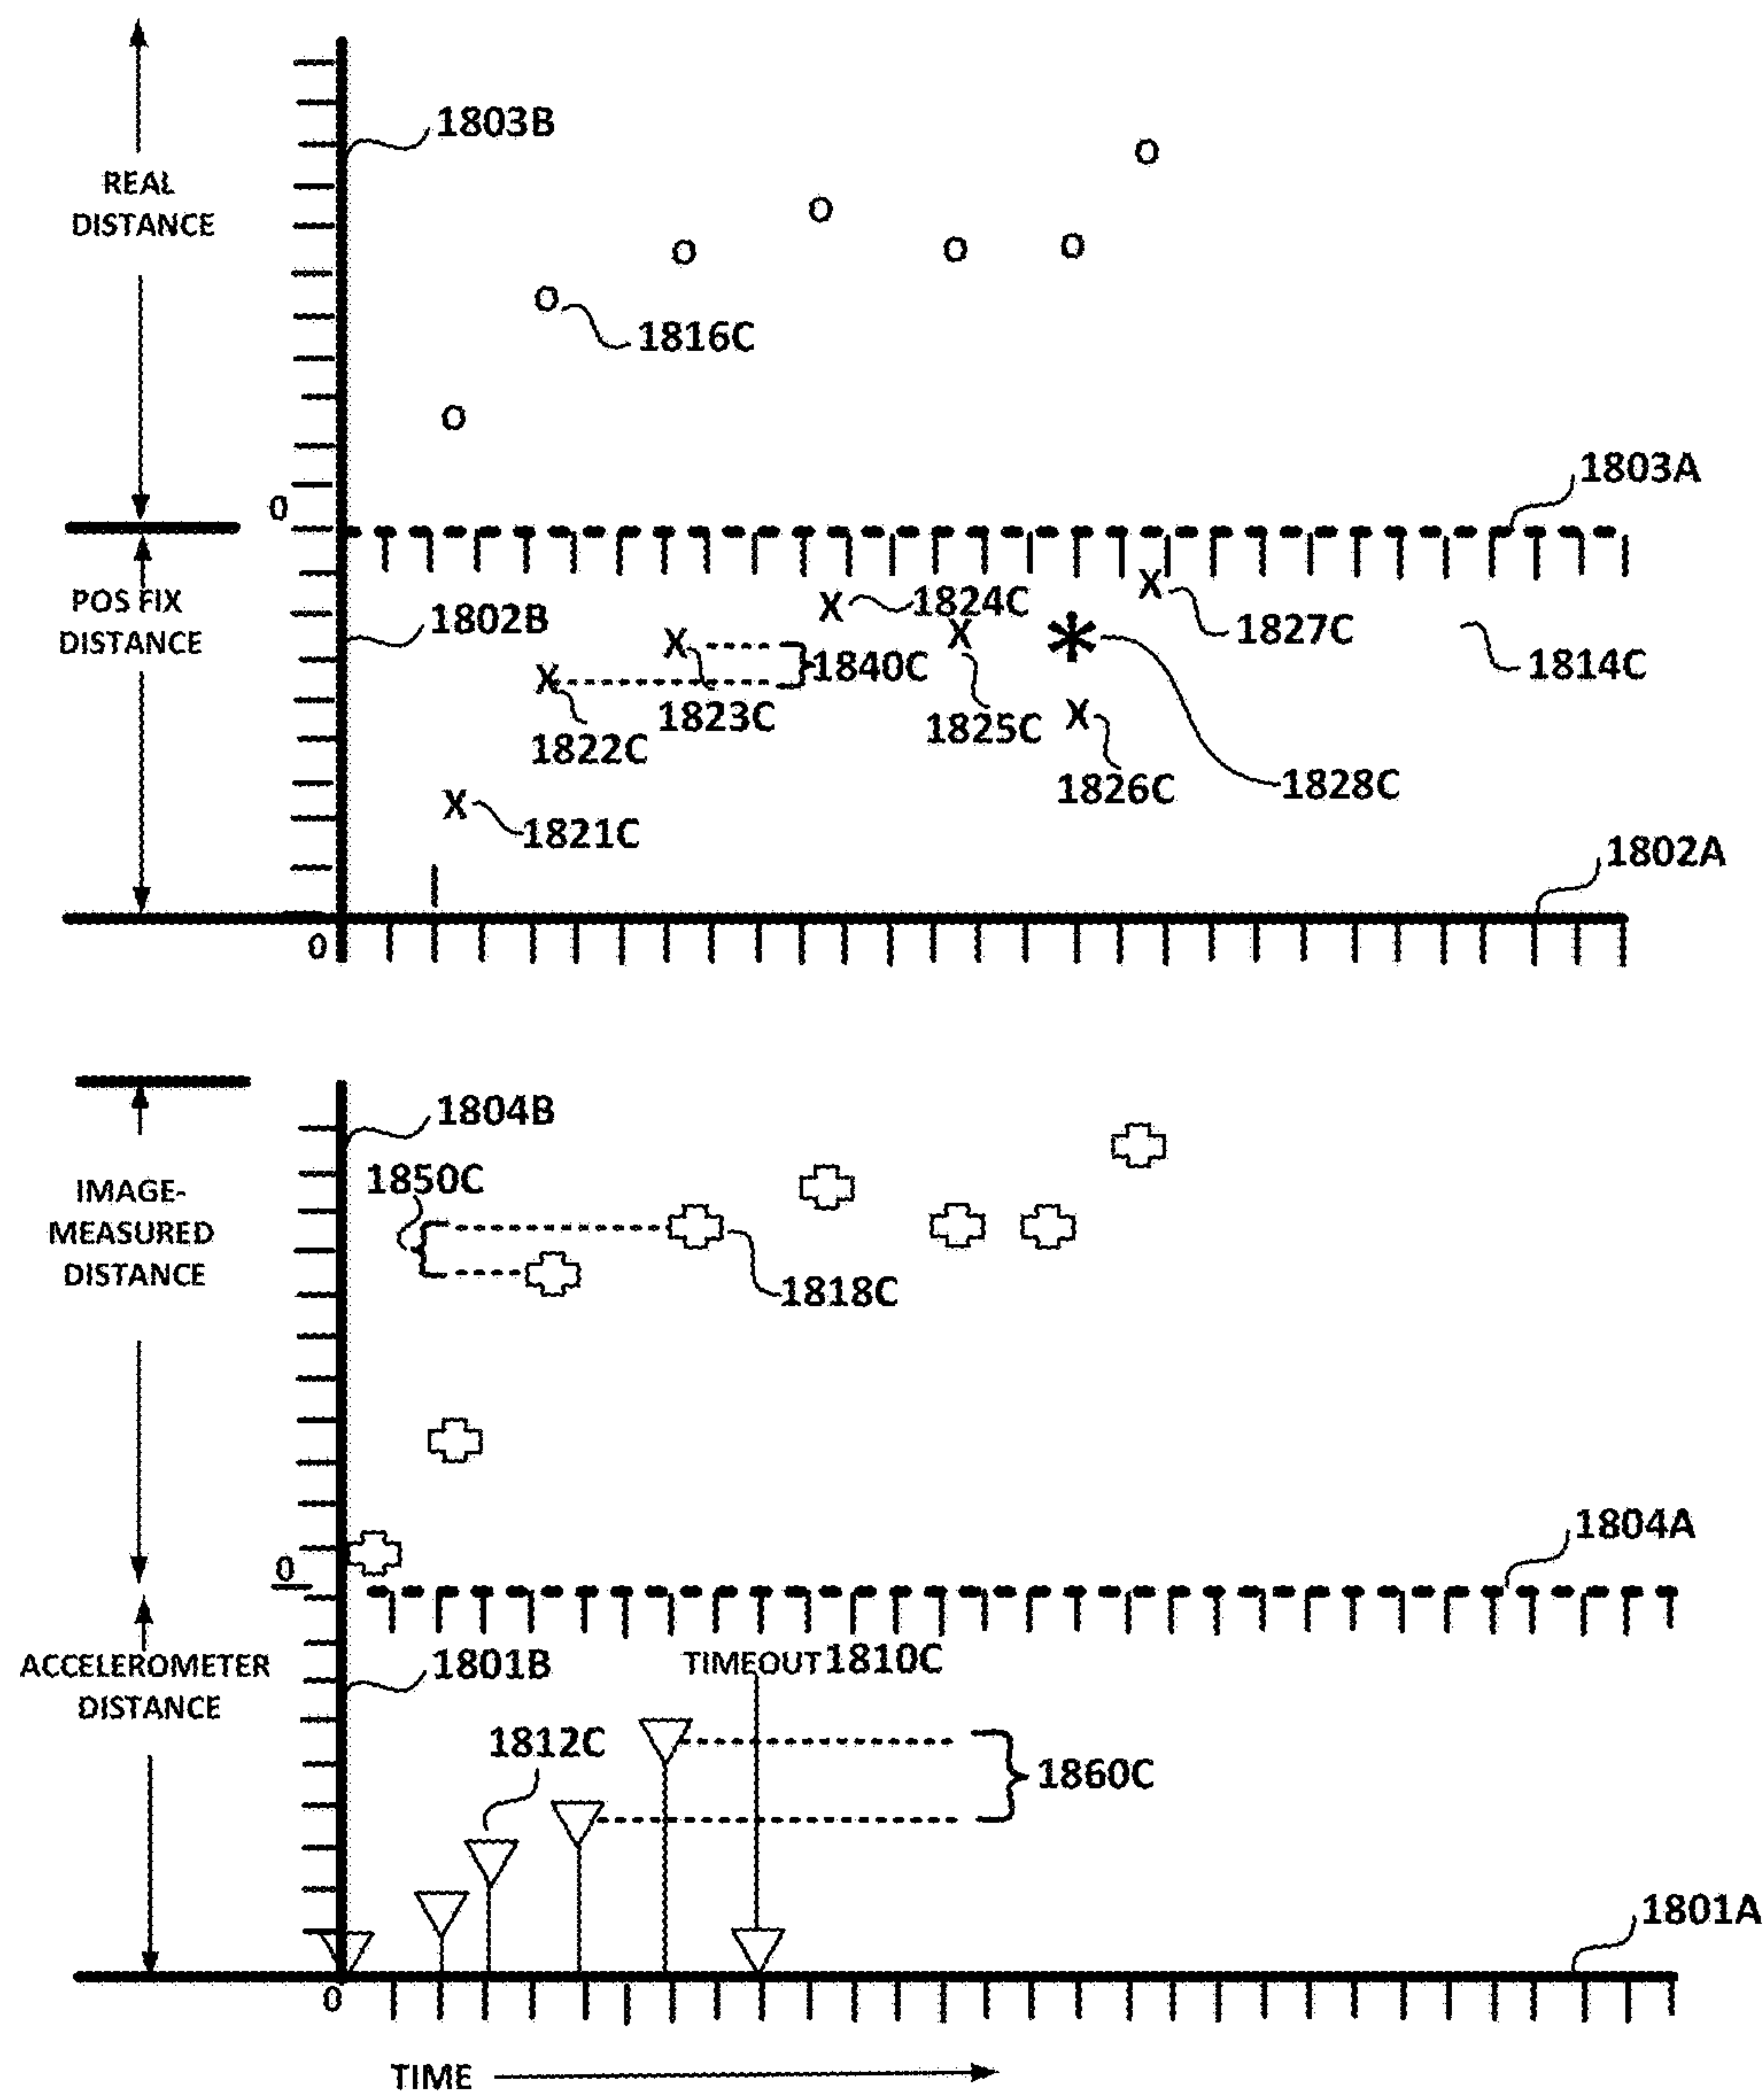 1803B
REAL
DISTANCE
1816C
1803A
0
POS FIX
DISTANCE
1802B
1824C
1827C
1840C
1814C
1823C
1825C
1822C
1826C
1828C
1821C
1802A
0
1804B
1850C
IMAGE-
MEASURED
DISTANCE
1818C
1804A
0
ACCELEROMETER
DISTANCE
1801B
TIMEOUT 1810C
1812C
1860C
1801A
0
TIME